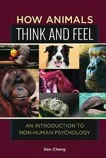 HOW ANIMALS
THINK AND FEEL
AN INTRODUCTION TO
NON-HUMAN PSYCHOLOGY
Ken Cheng